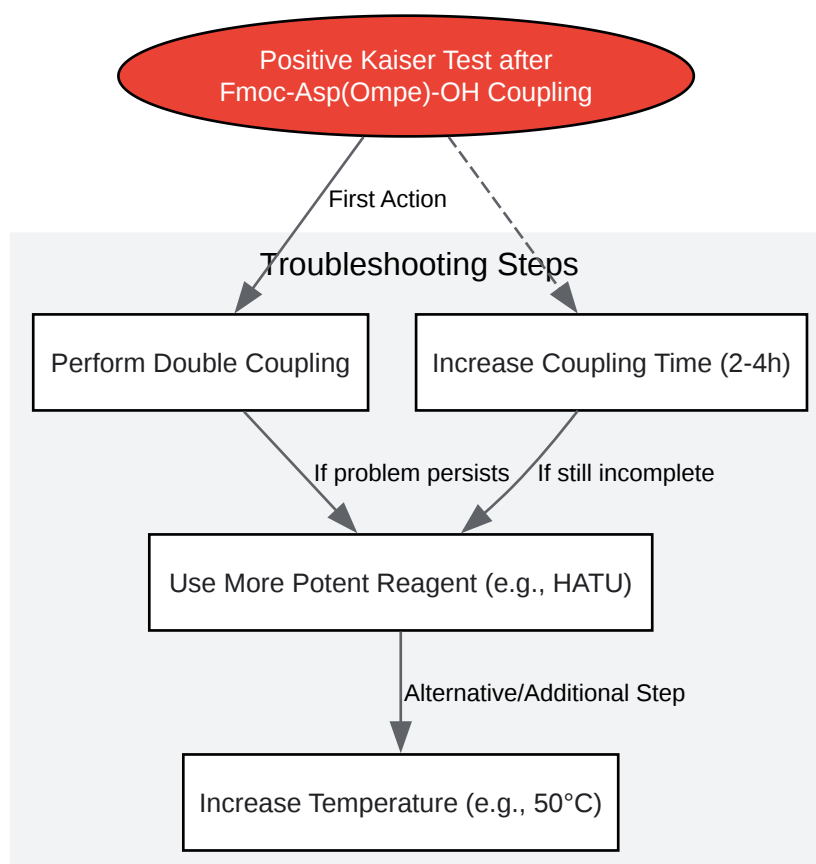 Positive Kaiser Test after
Fmoc-Asp(Ompe)-OH Coupling
First Action
Troubleshooting Steps
Perform Double Coupling
Increase Coupling Time (2-4h)
If problem persists
If still incomplete
Use More Potent Reagent (e.g., HATU)
Alternative/Additional Step
Increase Temperature (e.g., 50°C)